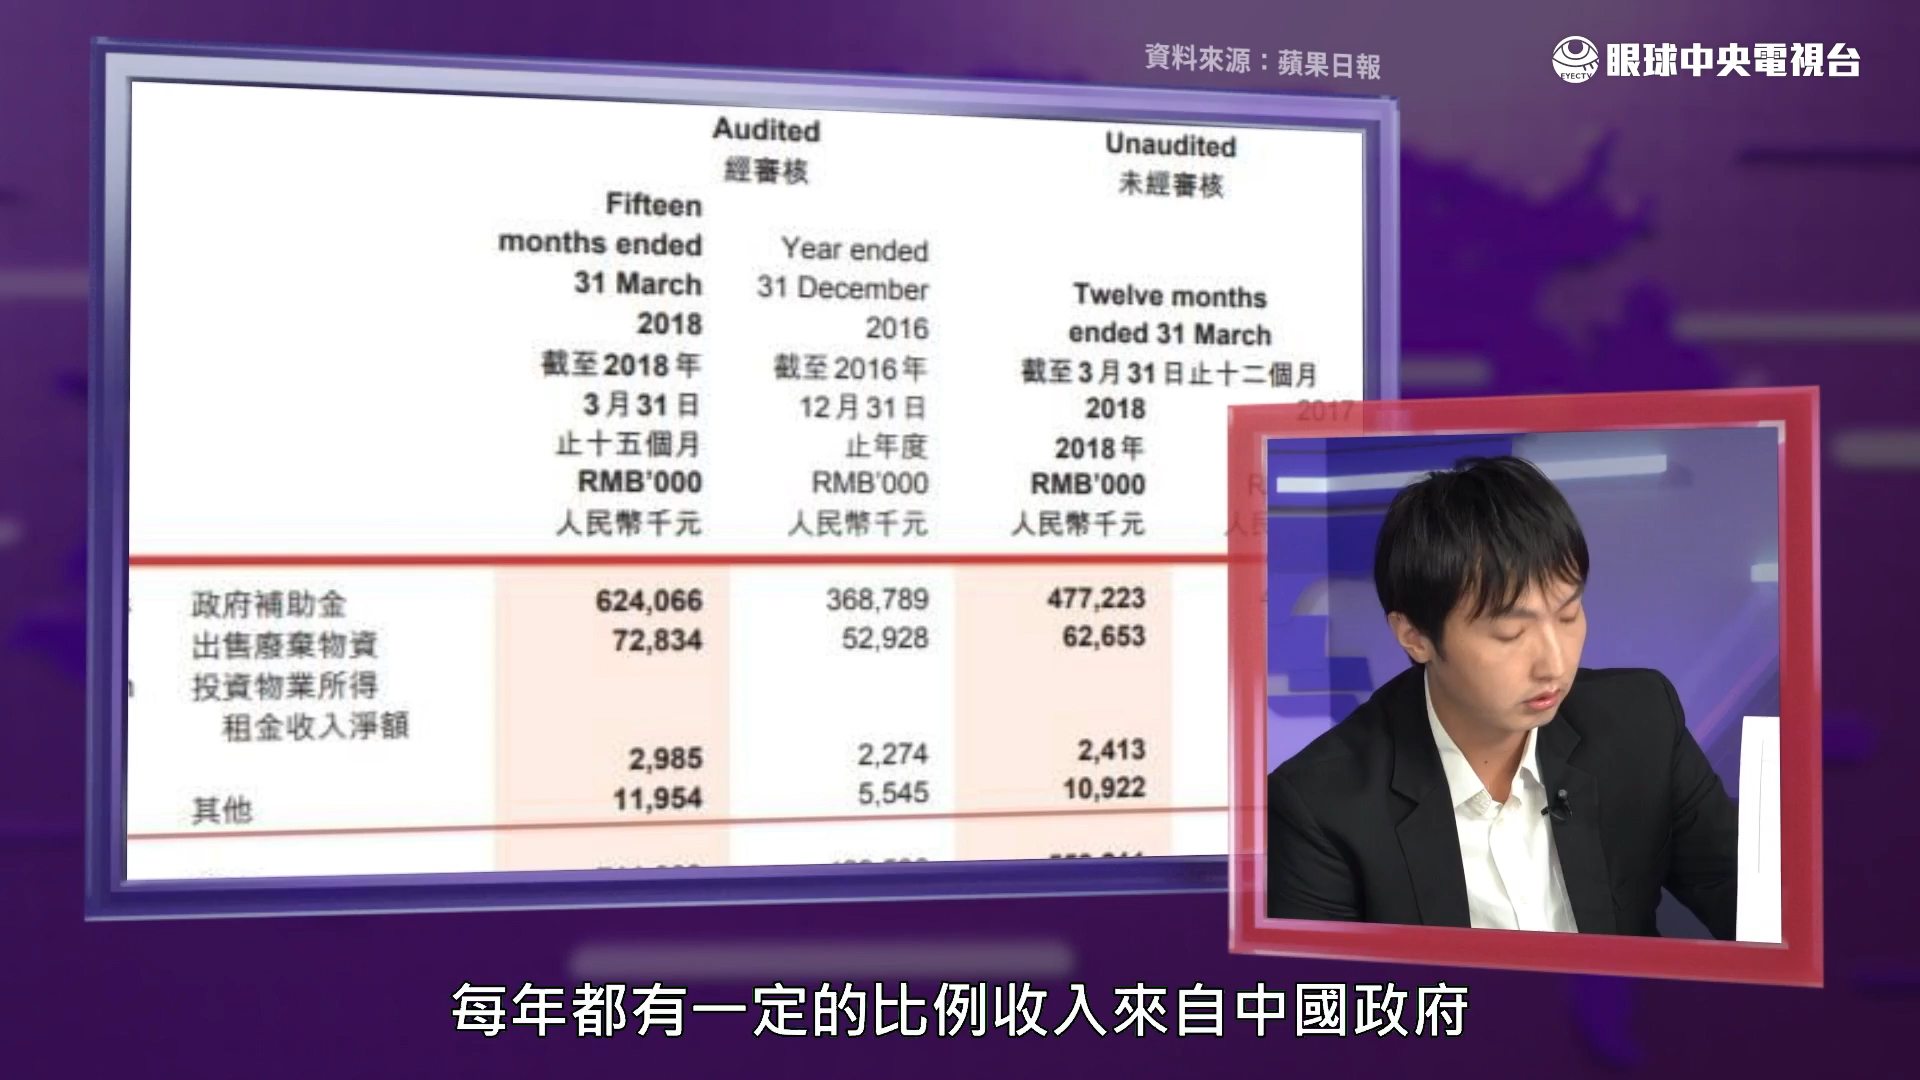 資料來源：蘋果日報
EYECTV
眼球中央電視台
Audited
經審核
Unaudited
未經審核
Fifteen
months ended
31 March
2018
截至2018年
3月31日
止十五個月
RMB'000
人民幣千元
Year ended
31 December
2016
截至2016年
12月31日
止年度
RMB'000
人民幣千元
Twelve months
ended 31 March
截至3月31日止十二個月
2018
2018年
RMB'000
人民幣千元
2017
政府補助金 624,066 368,789 477,223
出售廢棄物資 72,834 52,928 62,653
投資物業所得
租金收入淨額 2,985 2,274 2,413
其他 11,954 5,545 10,922
每年都有一定的比例收入來自中國政府